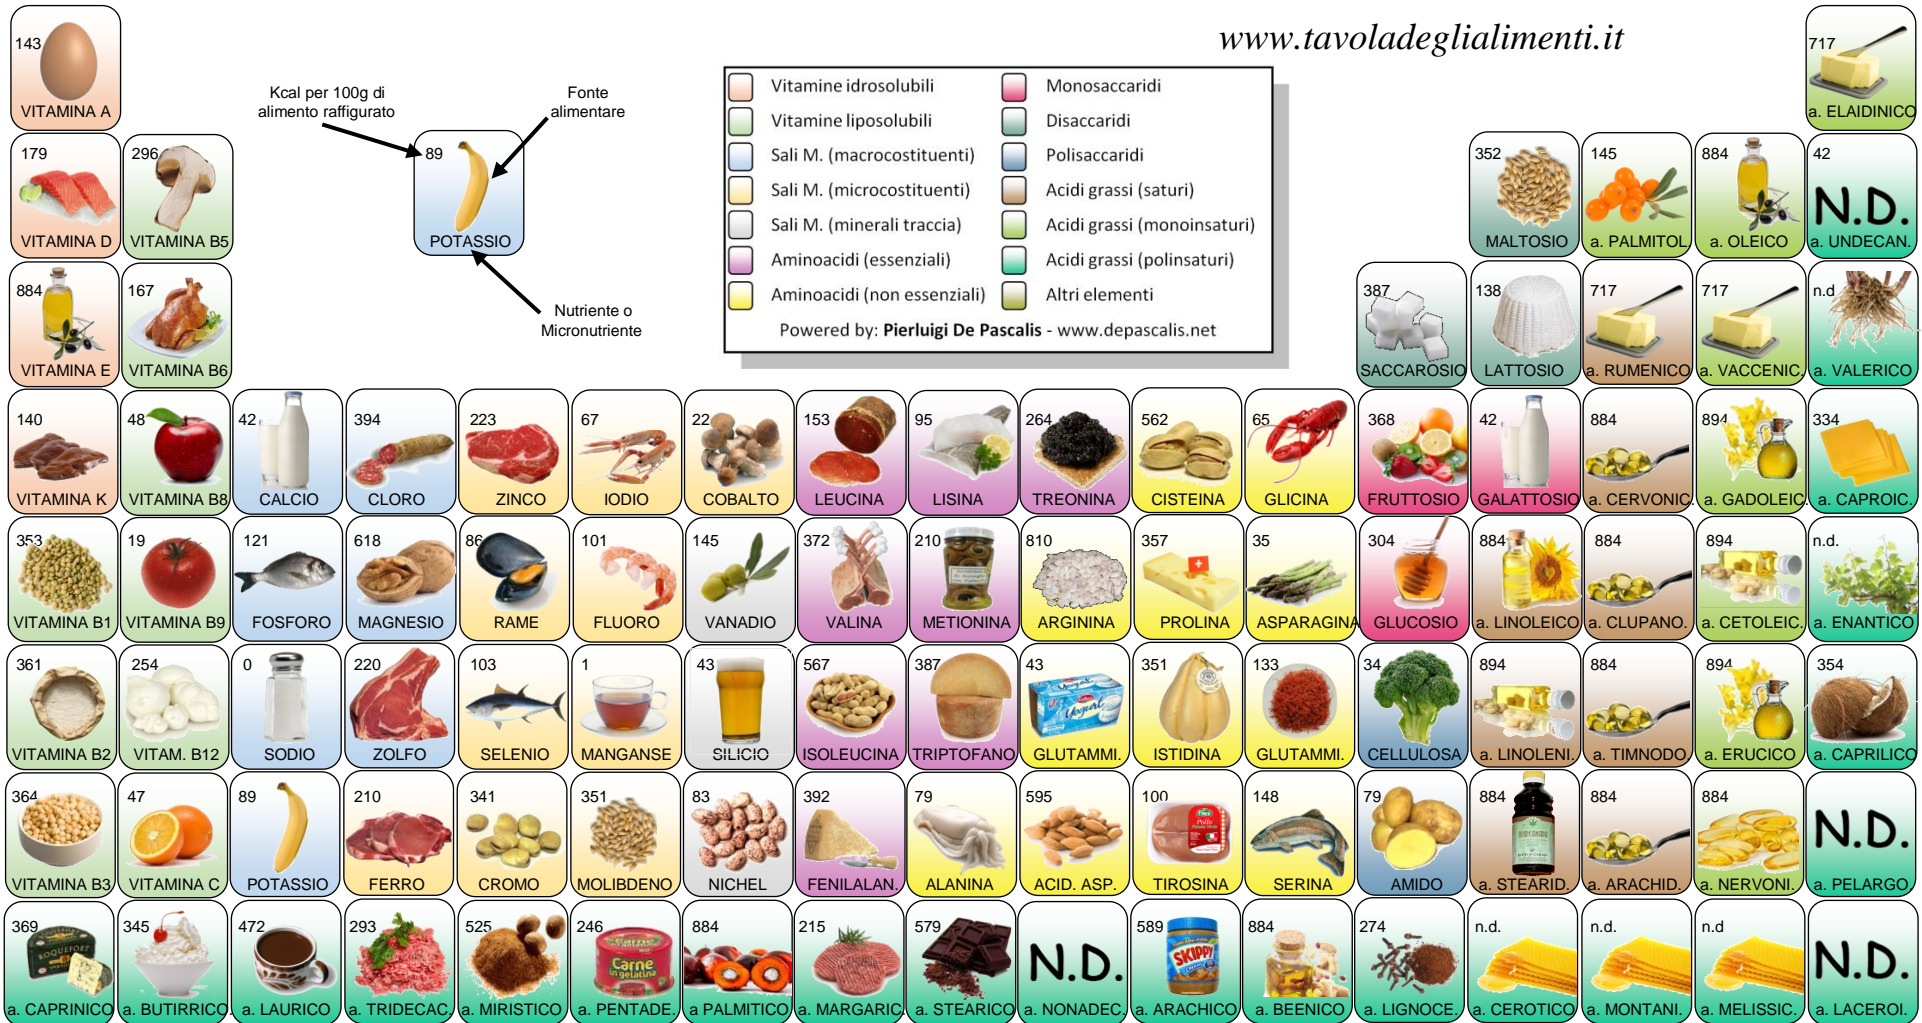 www.tavoladeglialimenti.it
143
VITAMINA A
717
a. ELAIDINICO
Kcal per 100g di
alimento raffigurato
Fonte
alimentare
89
POTASSIO
Nutriente o
Micronutriente
Vitamine idrosolubili
Monosaccaridi
Vitamine liposolubili
Disaccaridi
Sali M. (macrocostituenti)
Polisaccaridi
Sali M. (microcostituenti)
Acidi grassi (saturi)
Sali M. (minerali traccia)
Acidi grassi (monoinsaturi)
Aminoacidi (essenziali)
Acidi grassi (polinsaturi)
Aminoacidi (non essenziali)
Altri elementi
Powered by: Pierluigi De Pascalis - www.depascalis.net
179 296 352 145 884 42
N.D.
VITAMINA D VITAMINA B5 MALTOSIO a. PALMITOL. a. OLEICO a. UNDECAN.
884 167 387 138 717 717 n.d
VITAMINA E VITAMINA B6 SACCAROSIO LATTOSIO a. RUMENICO a. VACCENIC. a. VALERICO
140 48 42 394 223 67 22 153 95 264 562 65 368 42 884 894 334
VITAMINA K VITAMINA B8 CALCIO CLORO ZINCO IODIO COBALTO LEUCINA LISINA TREONINA CISTEINA GLICINA FRUTTOSIO GALATTOSIO a. CERVONIC. a. GADOLEIC. a. CAPROIC.
353 19 121 618 86 101 145 372 210 810 357 35 304 884 884 894 n.d.
VITAMINA B1 VITAMINA B9 FOSFORO MAGNESIO RAME FLUORO VANADIO VALINA METIONINA ARGININA PROLINA ASPARAGINA GLUCOSIO a. LINOLEICO a. CLUPANO. a. CETOLEIC. a. ENANTICO
361 254 0 220 103 1 43 567 387 43 351 133 34 894 884 894 354
Yogurt
VITAMINA B2 VITAM. B12 SODIO ZOLFO SELENIO MANGANSE SILICIO ISOLEUCINA TRIPTOFANO GLUTAMMI. ISTIDINA GLUTAMMI. CELLULOSA a. LINOLENI. a. TIMNODO. a. ERUCICO a. CAPRILICO
364 47 89 210 341 351 83 392 79 595 100 148 79 884 884 884
Pollo
N.D.
VITAMINA B3 VITAMINA C POTASSIO FERRO CROMO MOLIBDENO NICHEL FENILALAN. ALANINA ACID. ASP. TIROSINA SERINA AMIDO a. STEARID. a. ARACHID. a. NERVONI. a. PELARGO.
369 345 472 293 525 246 884 215 579 589 884 274 n.d. n.d. n.d
ROQUEFORT
Carne
in gelatina
N.D.
SKIPPY
N.D.
a. CAPRINICO a. BUTIRRICO. a. LAURICO a. TRIDECAC. a. MIRISTICO a. PENTADE. a PALMITICO a. MARGARIC. a. STEARICO a. NONADEC. a. ARACHICO a. BEENICO a. LIGNOCE. a. CEROTICO a. MONTANI. a. MELISSIC. a. LACEROI.